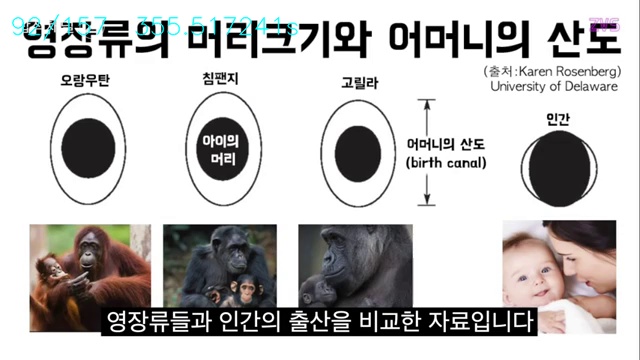 92/157 355.517241s
영장류의 머리크기와 어머니의 산도
(출처:Karen Rosenberg)
University of Delaware
오랑우탄
침팬지
고릴라
인간
아이의
머리
어머니의 산도
(birth canal)
영장류들과 인간의 출산을 비교한 자료입니다